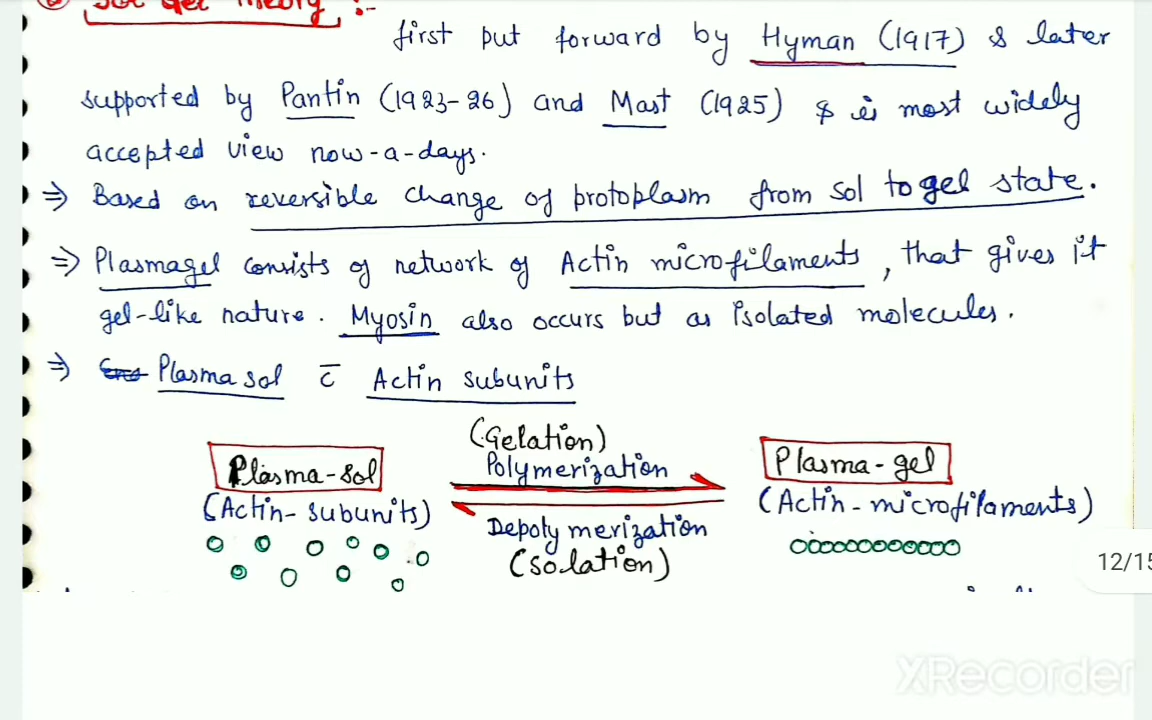 Sol Gel Theory :-
first put forward by Hyman (1917) & later
supported by Pantin (1923-26) and Mast (1925) & is most widely
accepted view now-a-days.
⇒ Based on reversible change of protoplasm from sol to gel state.
⇒ Plasmagel consists of network of Actin microfilaments, that gives it
gel-like nature. Myosin also occurs but as isolated molecules.
⇒ Plasma sol c̅ Actin subunits
(Gelation)
Plasma-sol Polymerization Plasma-gel
(Actin-subunits) (Actin-microfilaments)
Depolymerization
(Solation)
12/15
XRecorder